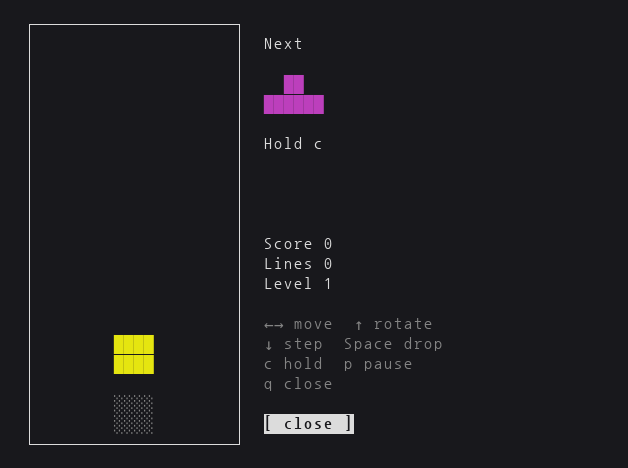 Next
Hold c
Score 0
Lines 0
Level 1
←→ move  ↑ rotate
↓ step  Space drop
c hold  p pause
q close
[ close ]